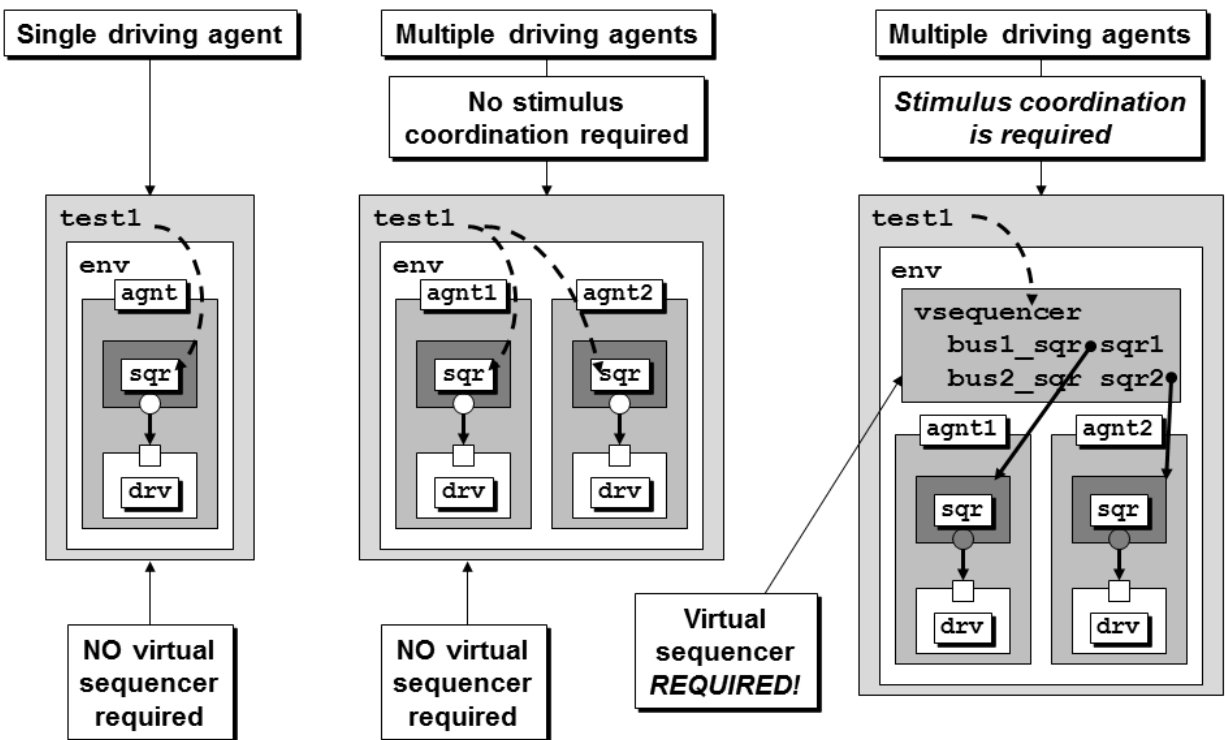 Single driving agent
test1
env
agnt
sqr
drv
NO virtual
sequencer
required
Multiple driving agents
No stimulus
coordination required
test1
env
agnt1
agnt2
sqr
sqr
drv
drv
NO virtual
sequencer
required
Multiple driving agents
Stimulus coordination
is required
test1
env
vsequencer
bus1_sqr sqr1
bus2_sqr sqr2
agnt1
agnt2
sqr
sqr
drv
drv
Virtual
sequencer
REQUIRED!